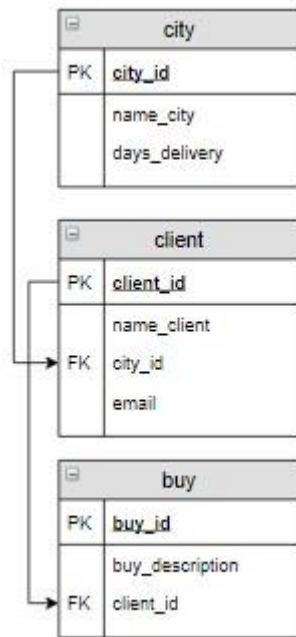 city
PK city_id
name_city
days_delivery
client
PK client_id
name_client
FK city_id
email
buy
PK buy_id
buy_description
FK client_id